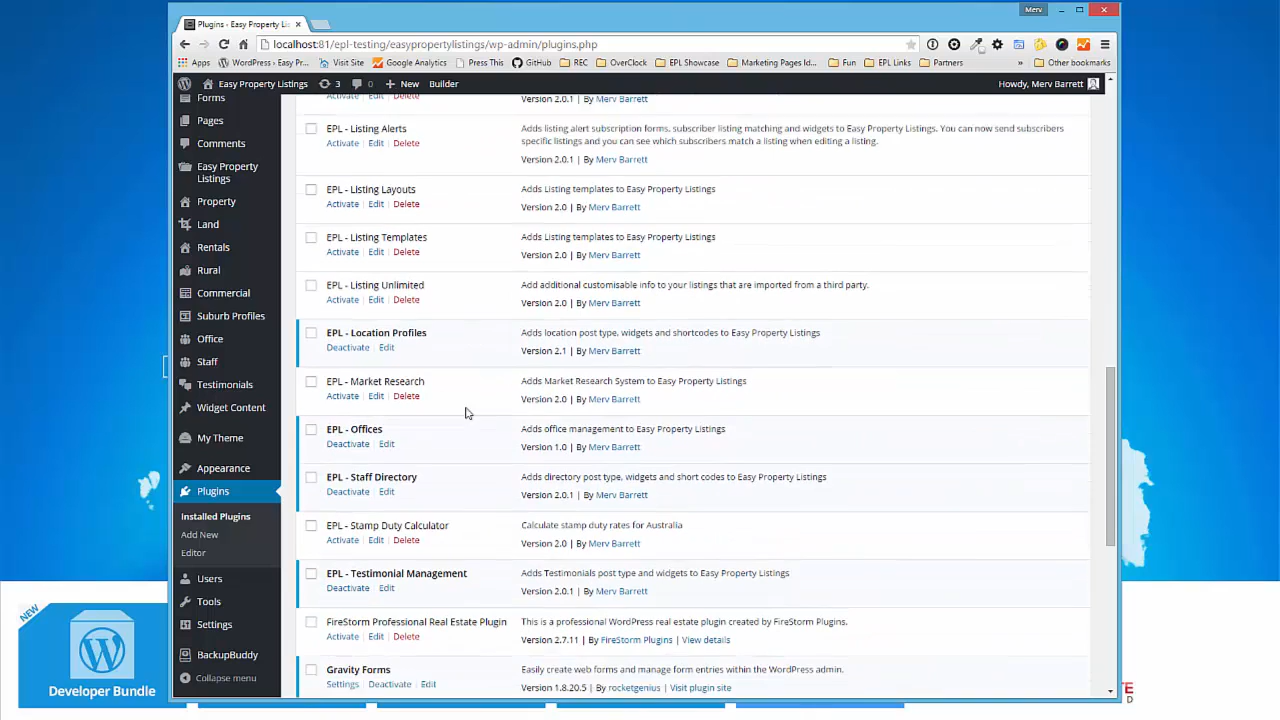 Merv
Plugins ‹ Easy Property Lis
localhost:81/epl-testing/easypropertylistings/wp-admin/plugins.php
Apps WordPress › Easy Pr... Visit Site Google Analytics Press This GitHub REC OverClock EPL Showcase Marketing Pages Id... Fun EPL Links Partners » Other bookmarks
Easy Property Listings 3 0 + New Builder Howdy, Merv Barrett
Forms
Pages
Comments
Easy Property
Listings
Property
Land
Rentals
Rural
Commercial
Suburb Profiles
Office
Staff
Testimonials
Widget Content
My Theme
Appearance
Plugins
Installed Plugins
Add New
Editor
Users
Tools
Settings
BackupBuddy
Collapse menu
Activate | Edit | Delete Version 2.0.1 | By Merv Barrett
EPL - Listing Alerts Adds listing alert subscription forms, subscriber listing matching and widgets to Easy Property Listings. You can now send subscribers
Activate | Edit | Delete specific listings and you can see which subscribers match a listing when editing a listing.
Version 2.0.1 | By Merv Barrett
EPL - Listing Layouts Adds Listing templates to Easy Property Listings
Activate | Edit | Delete Version 2.0 | By Merv Barrett
EPL - Listing Templates Adds Listing templates to Easy Property Listings
Activate | Edit | Delete Version 2.0 | By Merv Barrett
EPL - Listing Unlimited Add additional customisable info to your listings that are imported from a third party.
Activate | Edit | Delete Version 2.0 | By Merv Barrett
EPL - Location Profiles Adds location post type, widgets and shortcodes to Easy Property Listings
Deactivate | Edit Version 2.1 | By Merv Barrett
EPL - Market Research Adds Market Research System to Easy Property Listings
Activate | Edit | Delete Version 2.0 | By Merv Barrett
EPL - Offices Adds office management to Easy Property Listings
Deactivate | Edit Version 1.0 | By Merv Barrett
EPL - Staff Directory Adds directory post type, widgets and short codes to Easy Property Listings
Deactivate | Edit Version 2.0.1 | By Merv Barrett
EPL - Stamp Duty Calculator Calculate stamp duty rates for Australia
Activate | Edit | Delete Version 2.0 | By Merv Barrett
EPL - Testimonial Management Adds Testimonials post type and widgets to Easy Property Listings
Deactivate | Edit Version 2.0.1 | By Merv Barrett
FireStorm Professional Real Estate Plugin This is a professional WordPress real estate plugin created by FireStorm Plugins.
Activate | Edit | Delete Version 2.7.11 | By FireStorm Plugins | View details
Gravity Forms Easily create web forms and manage form entries within the WordPress admin.
Settings | Deactivate | Edit Version 1.8.20.5 | By rocketgenius | Visit plugin site
NEW
Developer Bundle
TE
D